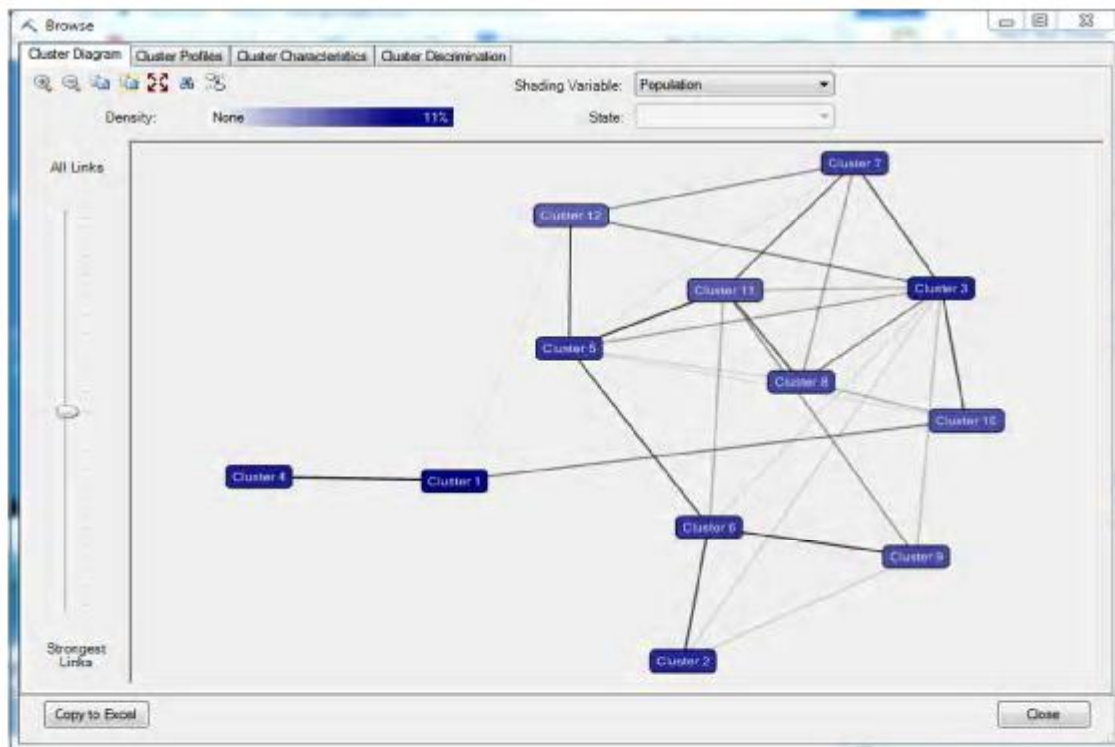 Browse
Cluster Diagram Cluster Profiles Cluster Characteristics Cluster Discrimination
Shading Variable: Population
Density: None 11% State:
All Links
Cluster 7
Cluster 12
Cluster 11
Cluster 3
Cluster 5
Cluster 8
Cluster 10
Cluster 4
Cluster 1
Cluster 6
Cluster 9
Cluster 2
Strongest
Links
Copy to Excel Close